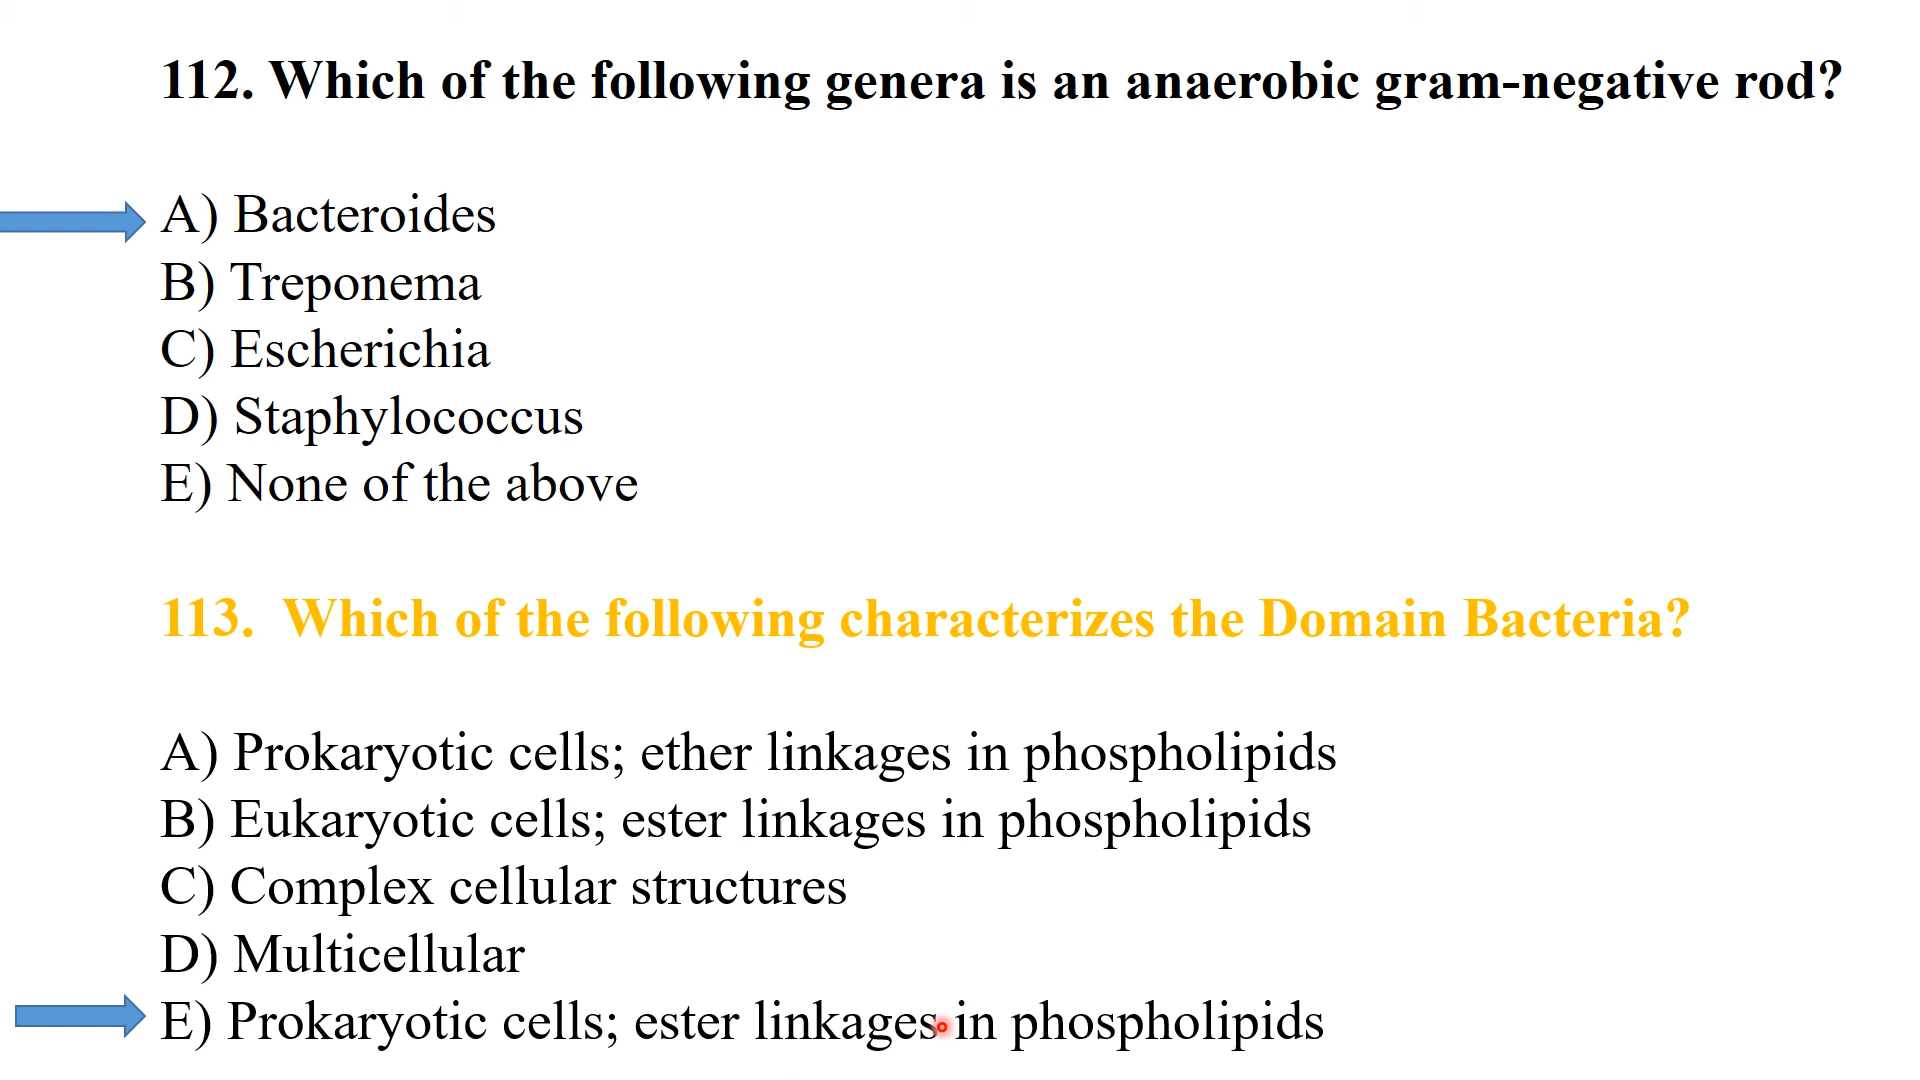 112. Which of the following genera is an anaerobic gram-negative rod?
A) Bacteroides
B) Treponema
C) Escherichia
D) Staphylococcus
E) None of the above
113. Which of the following characterizes the Domain Bacteria?
A) Prokaryotic cells; ether linkages in phospholipids
B) Eukaryotic cells; ester linkages in phospholipids
C) Complex cellular structures
D) Multicellular
E) Prokaryotic cells; ester linkages in phospholipids